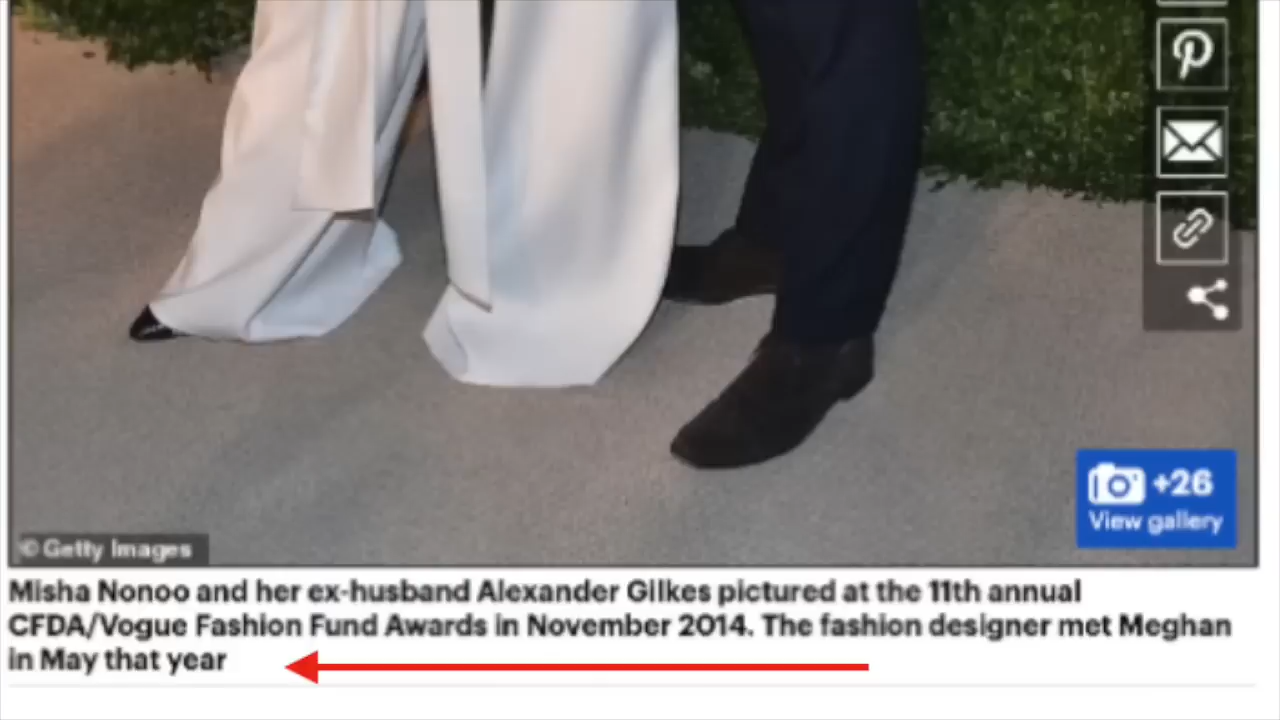 +26
View gallery
© Getty Images
Misha Nonoo and her ex-husband Alexander Gilkes pictured at the 11th annual
CFDA/Vogue Fashion Fund Awards in November 2014. The fashion designer met Meghan
in May that year